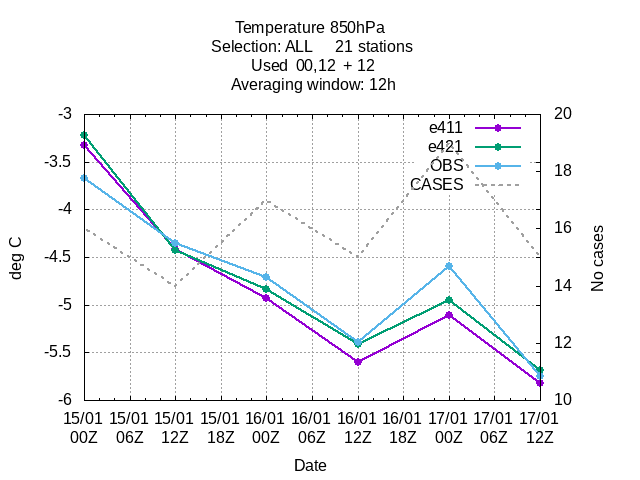 Temperature 850hPa
Selection: ALL 21 stations
Used 00,12 + 12
Averaging window: 12h
-3
-3.5
-4
-4.5
-5
-5.5
-6
deg C
20
18
16
14
12
10
No cases
e411
e421
OBS
CASES
15/01 15/01 15/01 15/01 16/01 16/01 16/01 16/01 17/01 17/01 17/01
00Z 06Z 12Z 18Z 00Z 06Z 12Z 18Z 00Z 06Z 12Z
Date